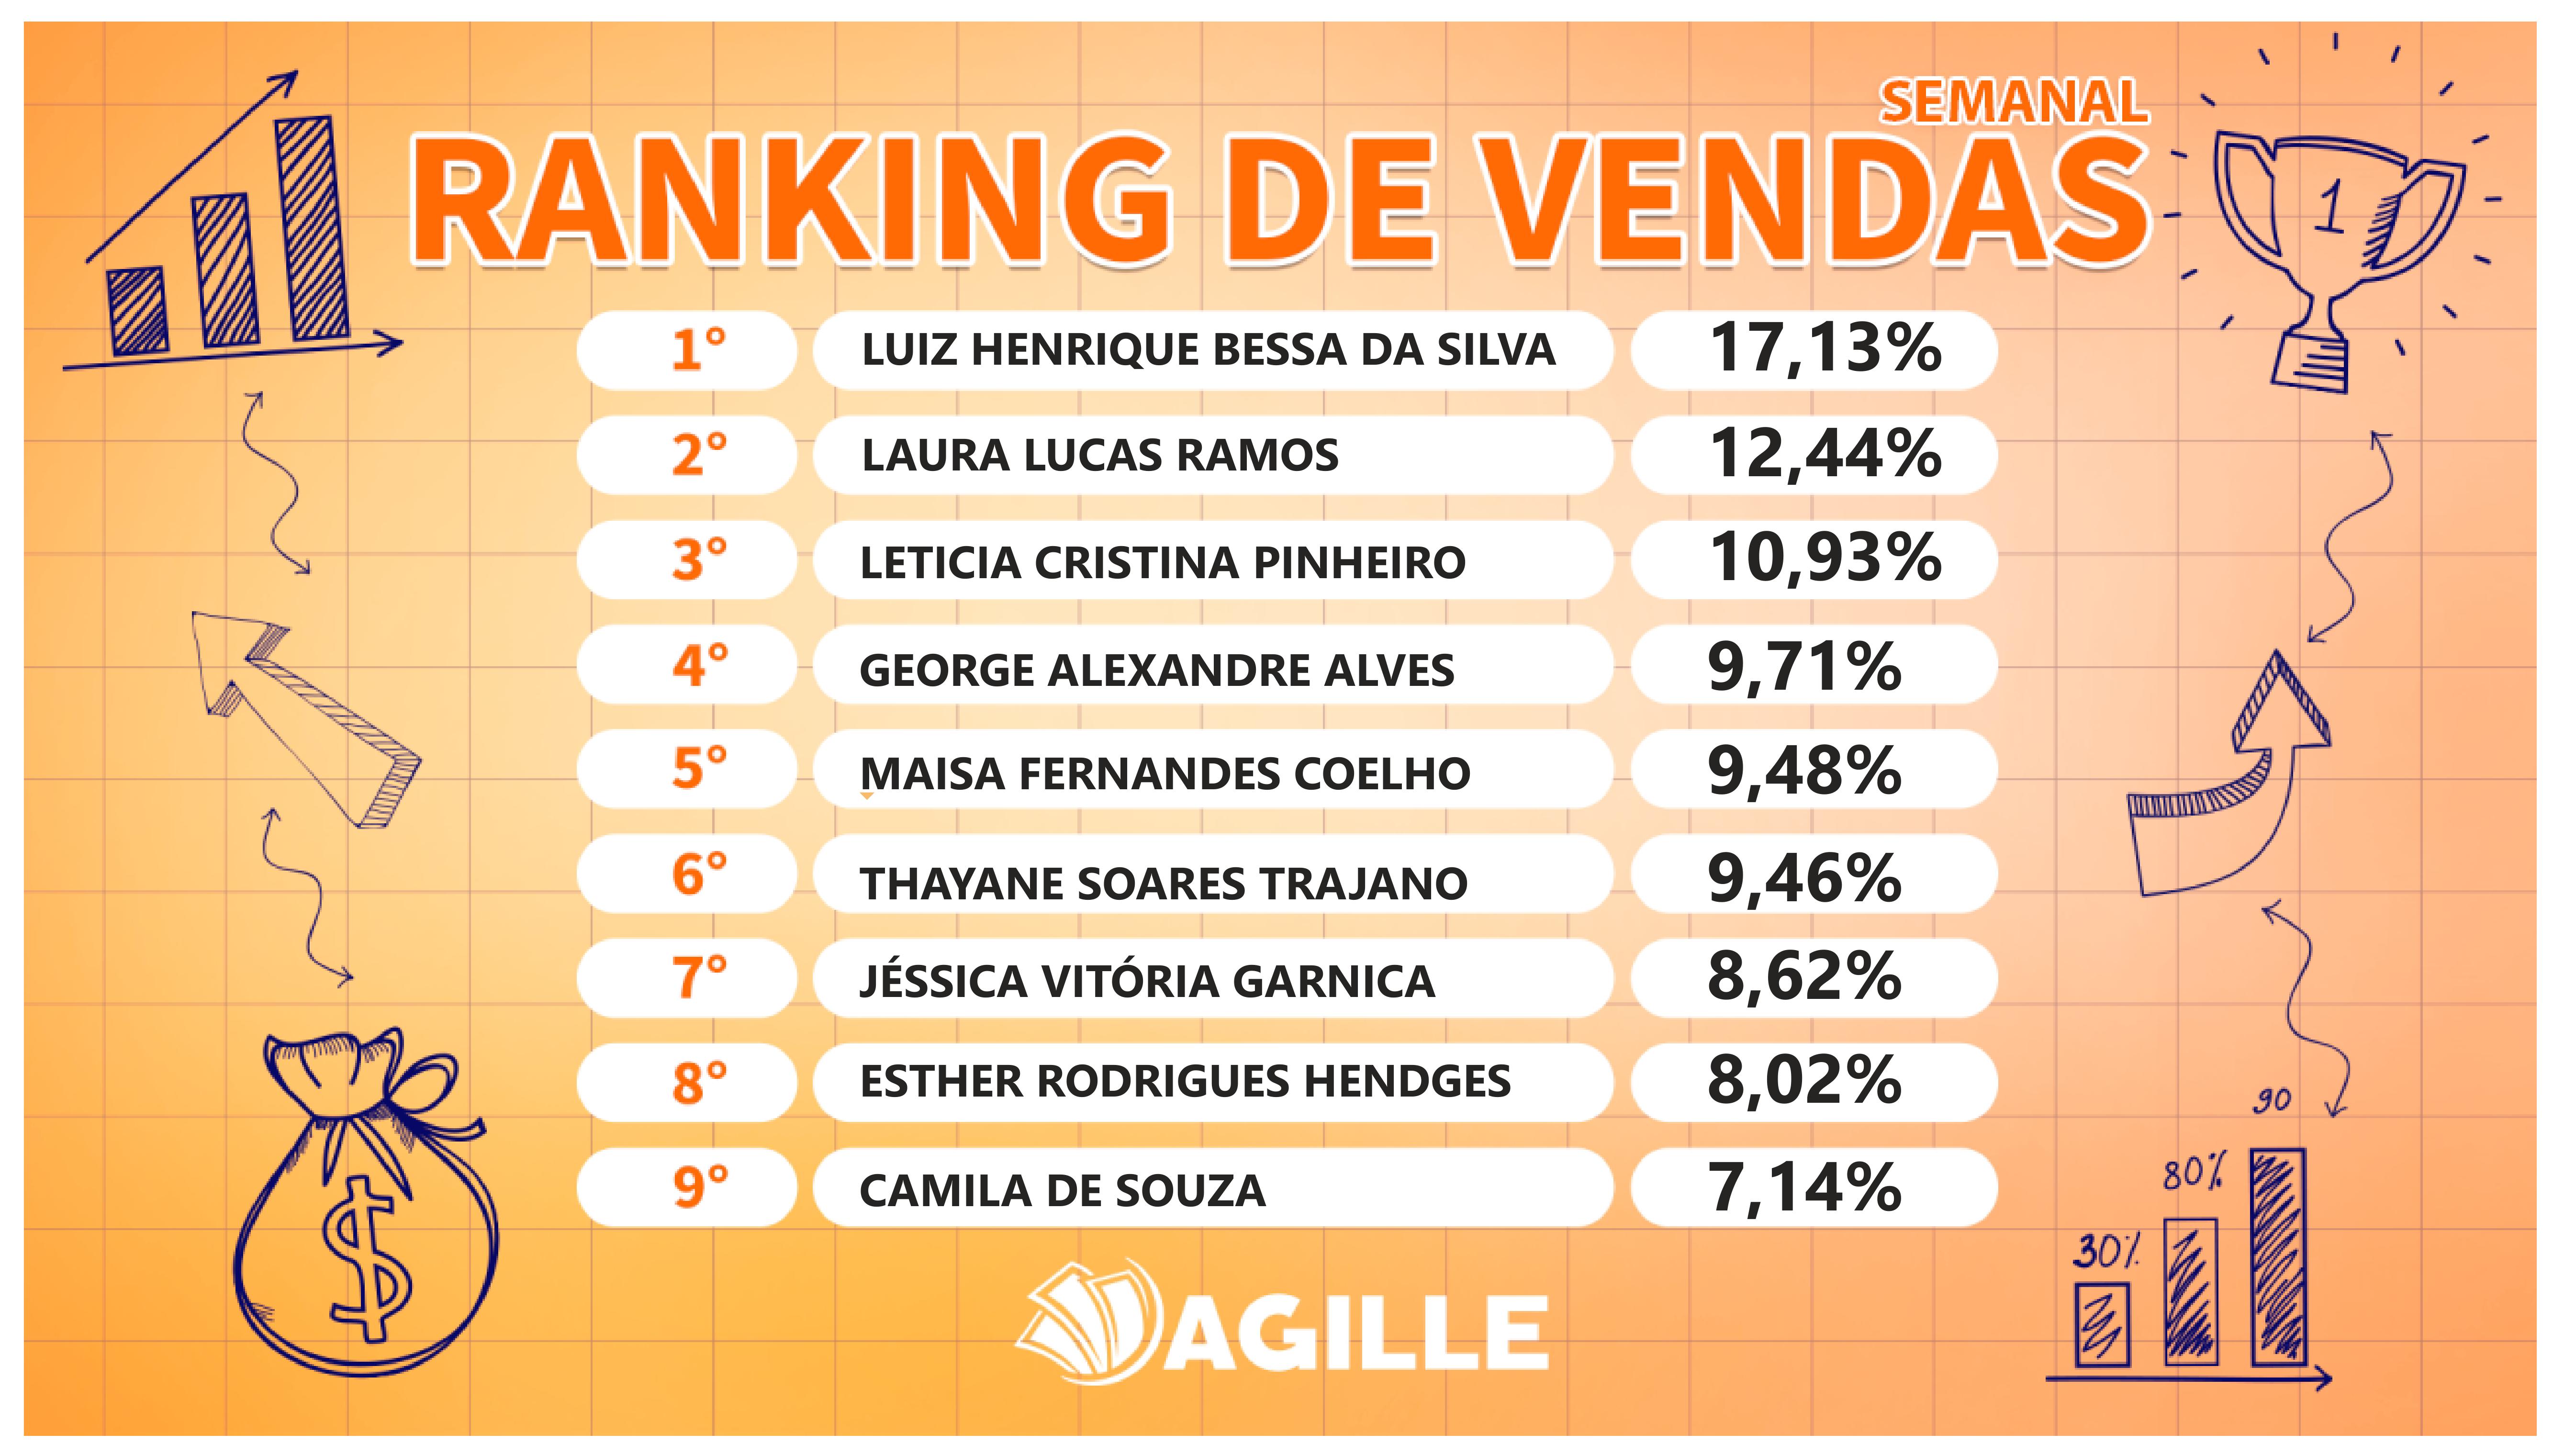 SEMANAL
RANKING DE VENDAS
1
1° LUIZ HENRIQUE BESSA DA SILVA 17,13%
2° LAURA LUCAS RAMOS 12,44%
3° LETICIA CRISTINA PINHEIRO 10,93%
4° GEORGE ALEXANDRE ALVES 9,71%
5° MAISA FERNANDES COELHO 9,48%
6° THAYANE SOARES TRAJANO 9,46%
7° JÉSSICA VITÓRIA GARNICA 8,62%
8° ESTHER RODRIGUES HENDGES 8,02%
9° CAMILA DE SOUZA 7,14%
$
90
80%
30%
AGILLE